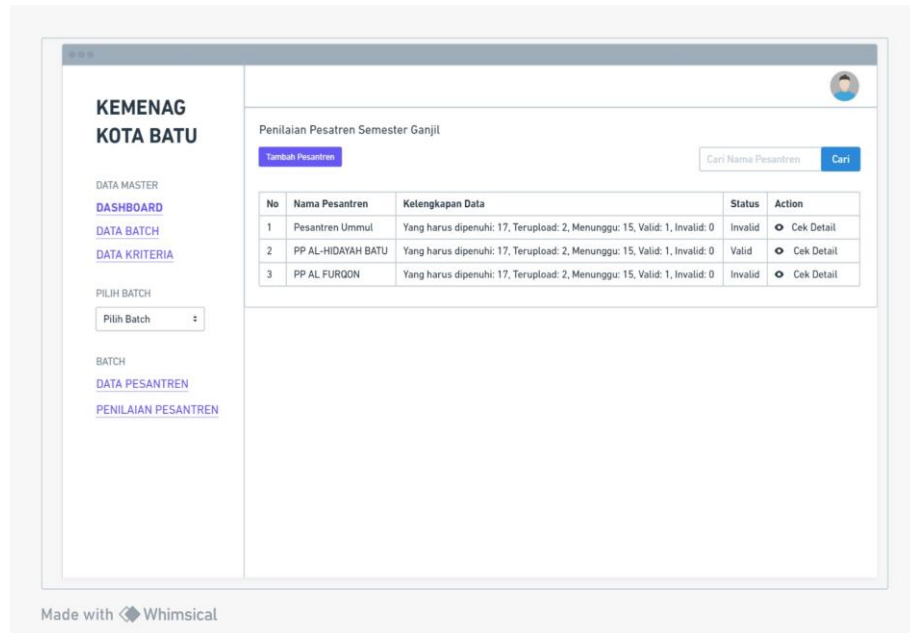 KEMENAG
KOTA BATU
DATA MASTER
DASHBOARD
DATA BATCH
DATA KRITERIA
PILIH BATCH
Pilih Batch
BATCH
DATA PESANTREN
PENILAIAN PESANTREN
Penilaian Pesatren Semester Ganjil
Tambah Pesantren
Cari Nama Pesantren Cari
No Nama Pesantren Kelengkapan Data Status Action
1 Pesantren Ummul Yang harus dipenuhi: 17, Terupload: 2, Menunggu: 15, Valid: 1, Invalid: 0 Invalid Cek Detail
2 PP AL-HIDAYAH BATU Yang harus dipenuhi: 17, Terupload: 2, Menunggu: 15, Valid: 1, Invalid: 0 Valid Cek Detail
3 PP AL FURQON Yang harus dipenuhi: 17, Terupload: 2, Menunggu: 15, Valid: 1, Invalid: 0 Invalid Cek Detail
Made with Whimsical